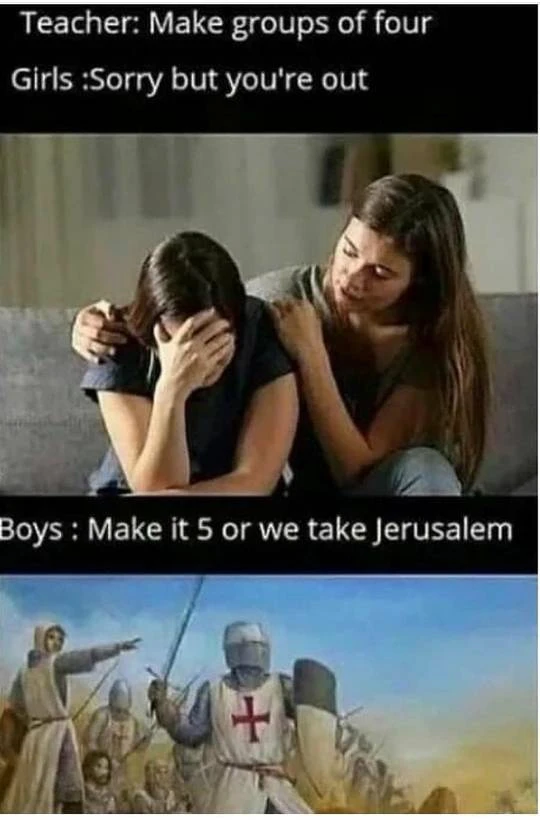 Teacher: Make groups of four
Girls :Sorry but you're out
Boys : Make it 5 or we take Jerusalem